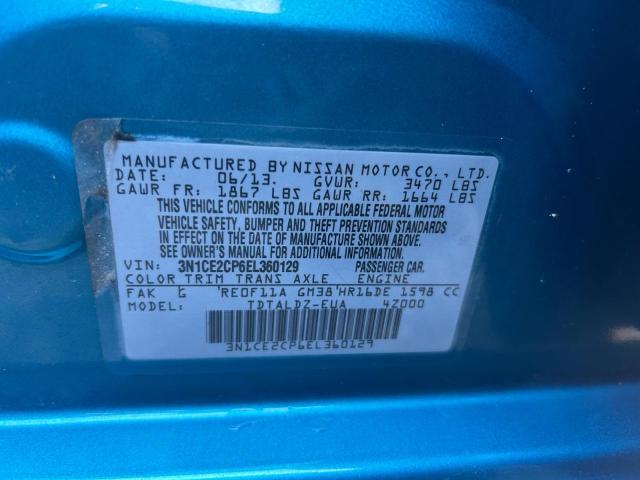 MANUFACTURED BY NISSAN MOTOR CO., LTD.
DATE: 06/13. GVWR: 3470 LBS
GAWR FR: 1867 LBS GAWR RR: 1664 LBS
THIS VEHICLE CONFORMS TO ALL APPLICABLE FEDERAL MOTOR
VEHICLE SAFETY, BUMPER AND THEFT PREVENTION STANDARDS
IN EFFECT ON THE DATE OF MANUFACTURE SHOWN ABOVE.
SEE OWNER'S MANUAL FOR ADDITIONAL INFORMATION
VIN: 3N1CE2CP6EL360129 PASSENGER CAR.
COLOR TRIM TRANS AXLE ENGINE
FAK G RE0F11A GM38 HR16DE 1598 CC
MODEL: TDTALDZ-EUA 4Z000
3N1CE2CP6EL360129